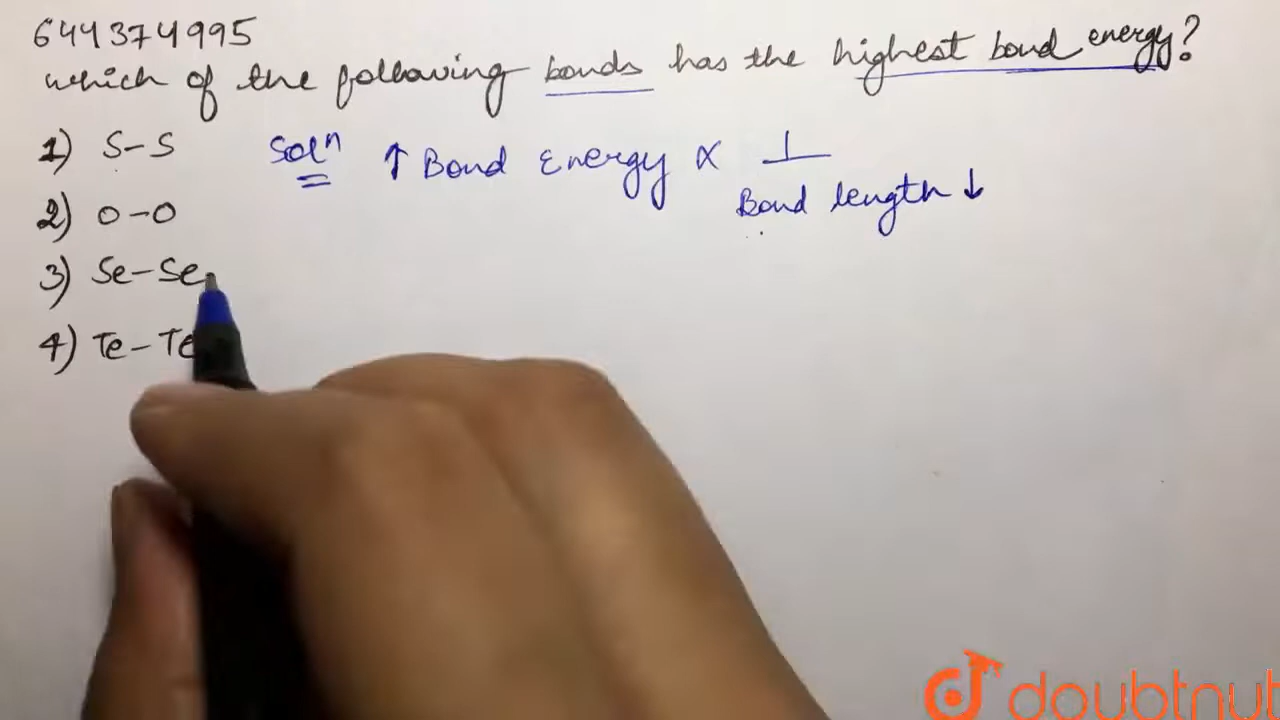 644374995
which of the following bonds has the highest bond energy?
1) S-S
Solⁿ ↑ Bond Energy ∝ 1
Bond length ↓
2) O-O
3) Se-Se
4) Te-Te
doubtnut